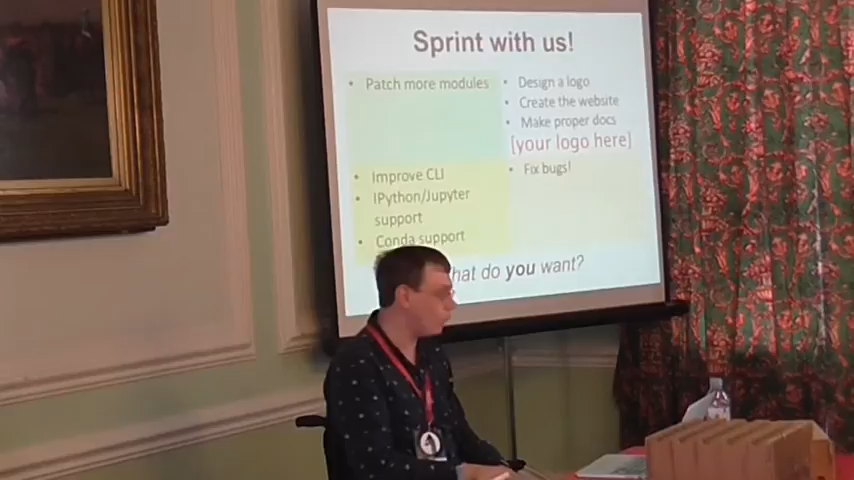 Sprint with us!
• Patch more modules
• Improve CLI
• IPython/Jupyter
support
• Conda support
• Design a logo
• Create the website
• Make proper docs
[your logo here]
• Fix bugs!
hat do you want?